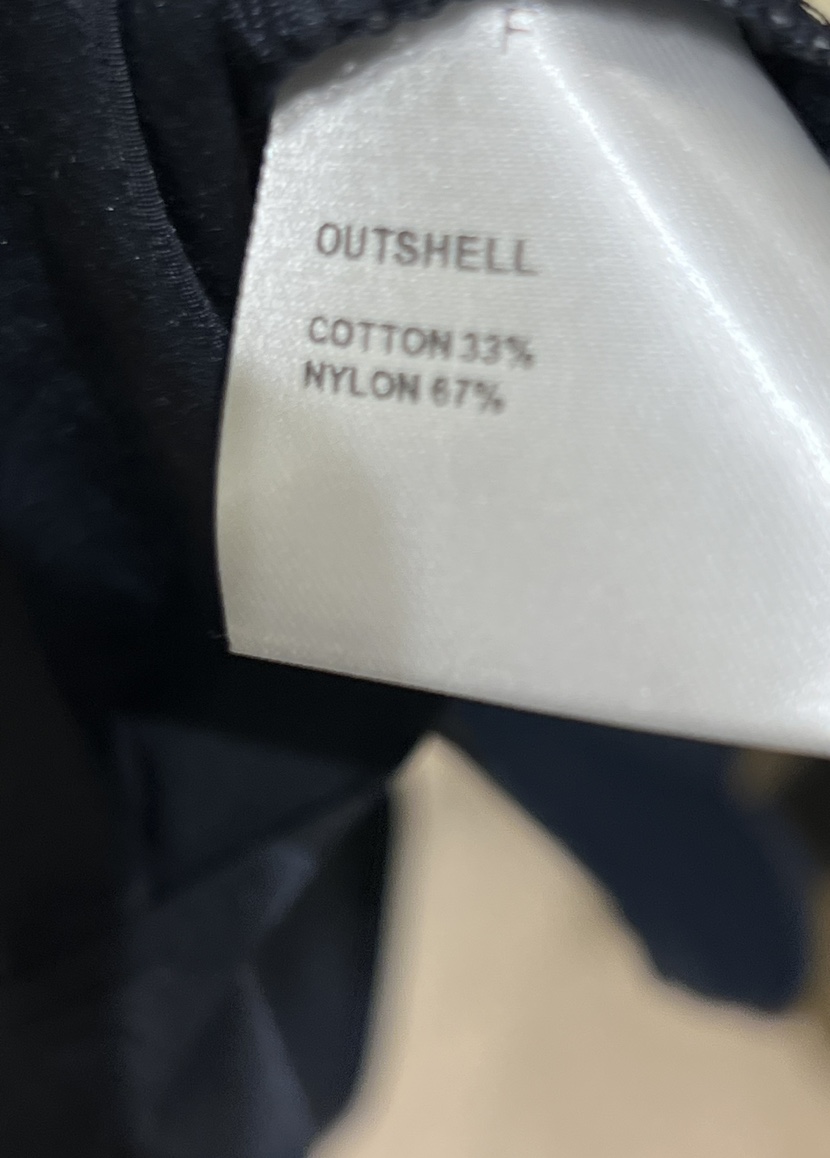 F
OUTSHELL
COTTON 33%
NYLON 67%